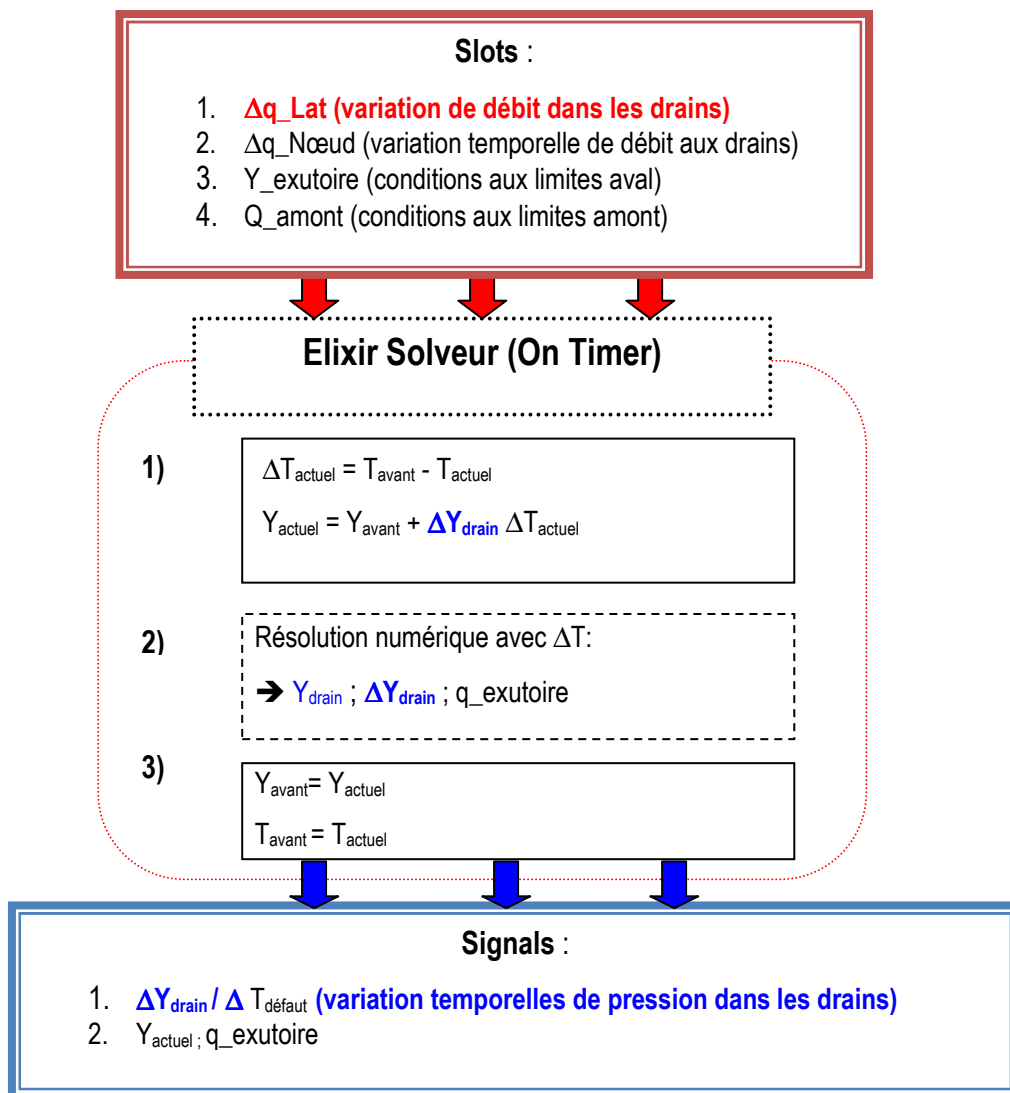 Slots :
1. Δq_Lat (variation de débit dans les drains)
2. Δq_Nœud (variation temporelle de débit aux drains)
3. Y_exutoire (conditions aux limites aval)
4. Q_amont (conditions aux limites amont)
Elixir Solveur (On Timer)
1)
ΔTactuel = Tavant - Tactuel
Yactuel = Yavant + ΔYdrain ΔTactuel
2)
Résolution numérique avec ΔT:
➔ Ydrain ; ΔYdrain ; q_exutoire
3)
Yavant= Yactuel
Tavant = Tactuel
Signals :
1. ΔYdrain / Δ Tdéfaut (variation temporelles de pression dans les drains)
2. Yactuel ; q_exutoire